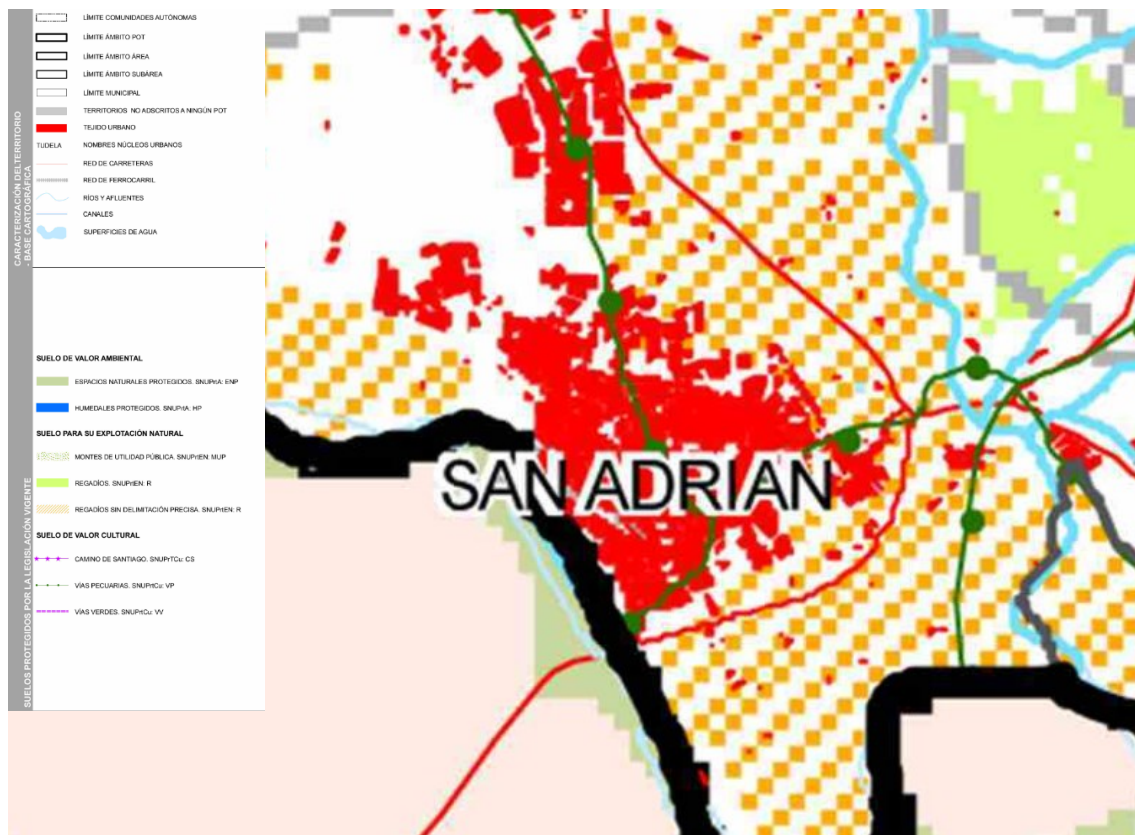 LÍMITE COMUNIDADES AUTÓNOMAS
LÍMITE ÁMBITO POT
LÍMITE ÁMBITO ÁREA
LÍMITE ÁMBITO SUBÁREA
LÍMITE MUNICIPAL
TERRITORIOS NO ADSCRITOS A NINGÚN POT
TEJIDO URBANO
TUDELA NOMBRES NÚCLEOS URBANOS
RED DE CARRETERAS
RED DE FERROCARRIL
RÍOS Y AFLUENTES
CANALES
SUPERFICIES DE AGUA
CARACTERIZACIÓN DEL TERRITORIO
- BASE CARTOGRÁFICA
SUELO DE VALOR AMBIENTAL
ESPACIOS NATURALES PROTEGIDOS. SNUPrtA: ENP
HUMEDALES PROTEGIDOS. SNUPrtA: HP
SUELO PARA SU EXPLOTACIÓN NATURAL
MONTES DE UTILIDAD PÚBLICA. SNUPrtEN: MUP
REGADÍOS. SNUPrtEN: R
REGADÍOS SIN DELIMITACIÓN PRECISA. SNUPrtEN: R
SUELO DE VALOR CULTURAL
CAMINO DE SANTIAGO. SNUPrTCu: CS
VÍAS PECUARIAS. SNUPrtCu: VP
VÍAS VERDES. SNUPrtCu: VV
SUELOS PROTEGIDOS POR LA LEGISLACIÓN VIGENTE
SAN ADRIAN